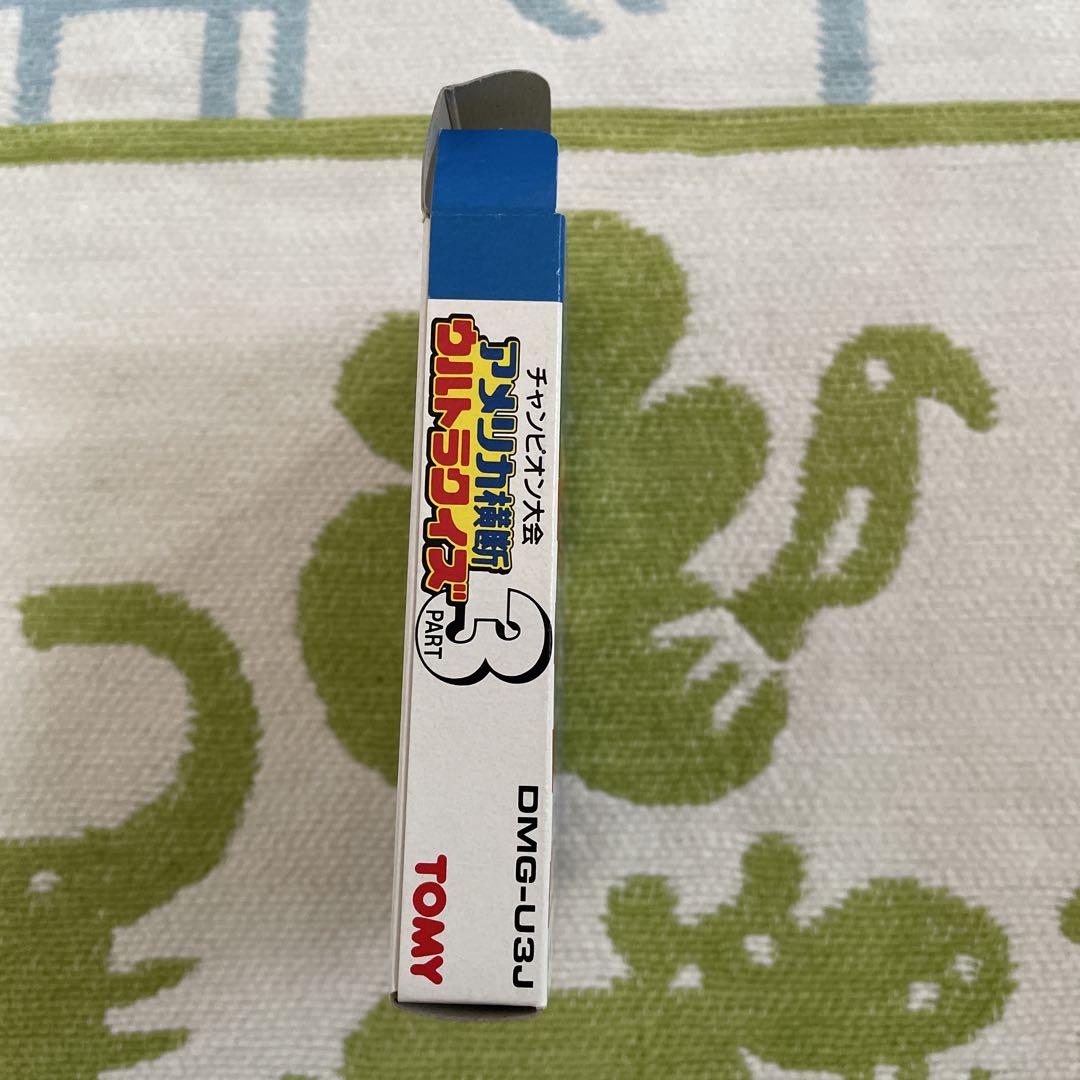 チャンピオン大会
アメリカ横断
ウルトラクイズ
PART
3
DMG-U3J
TOMY